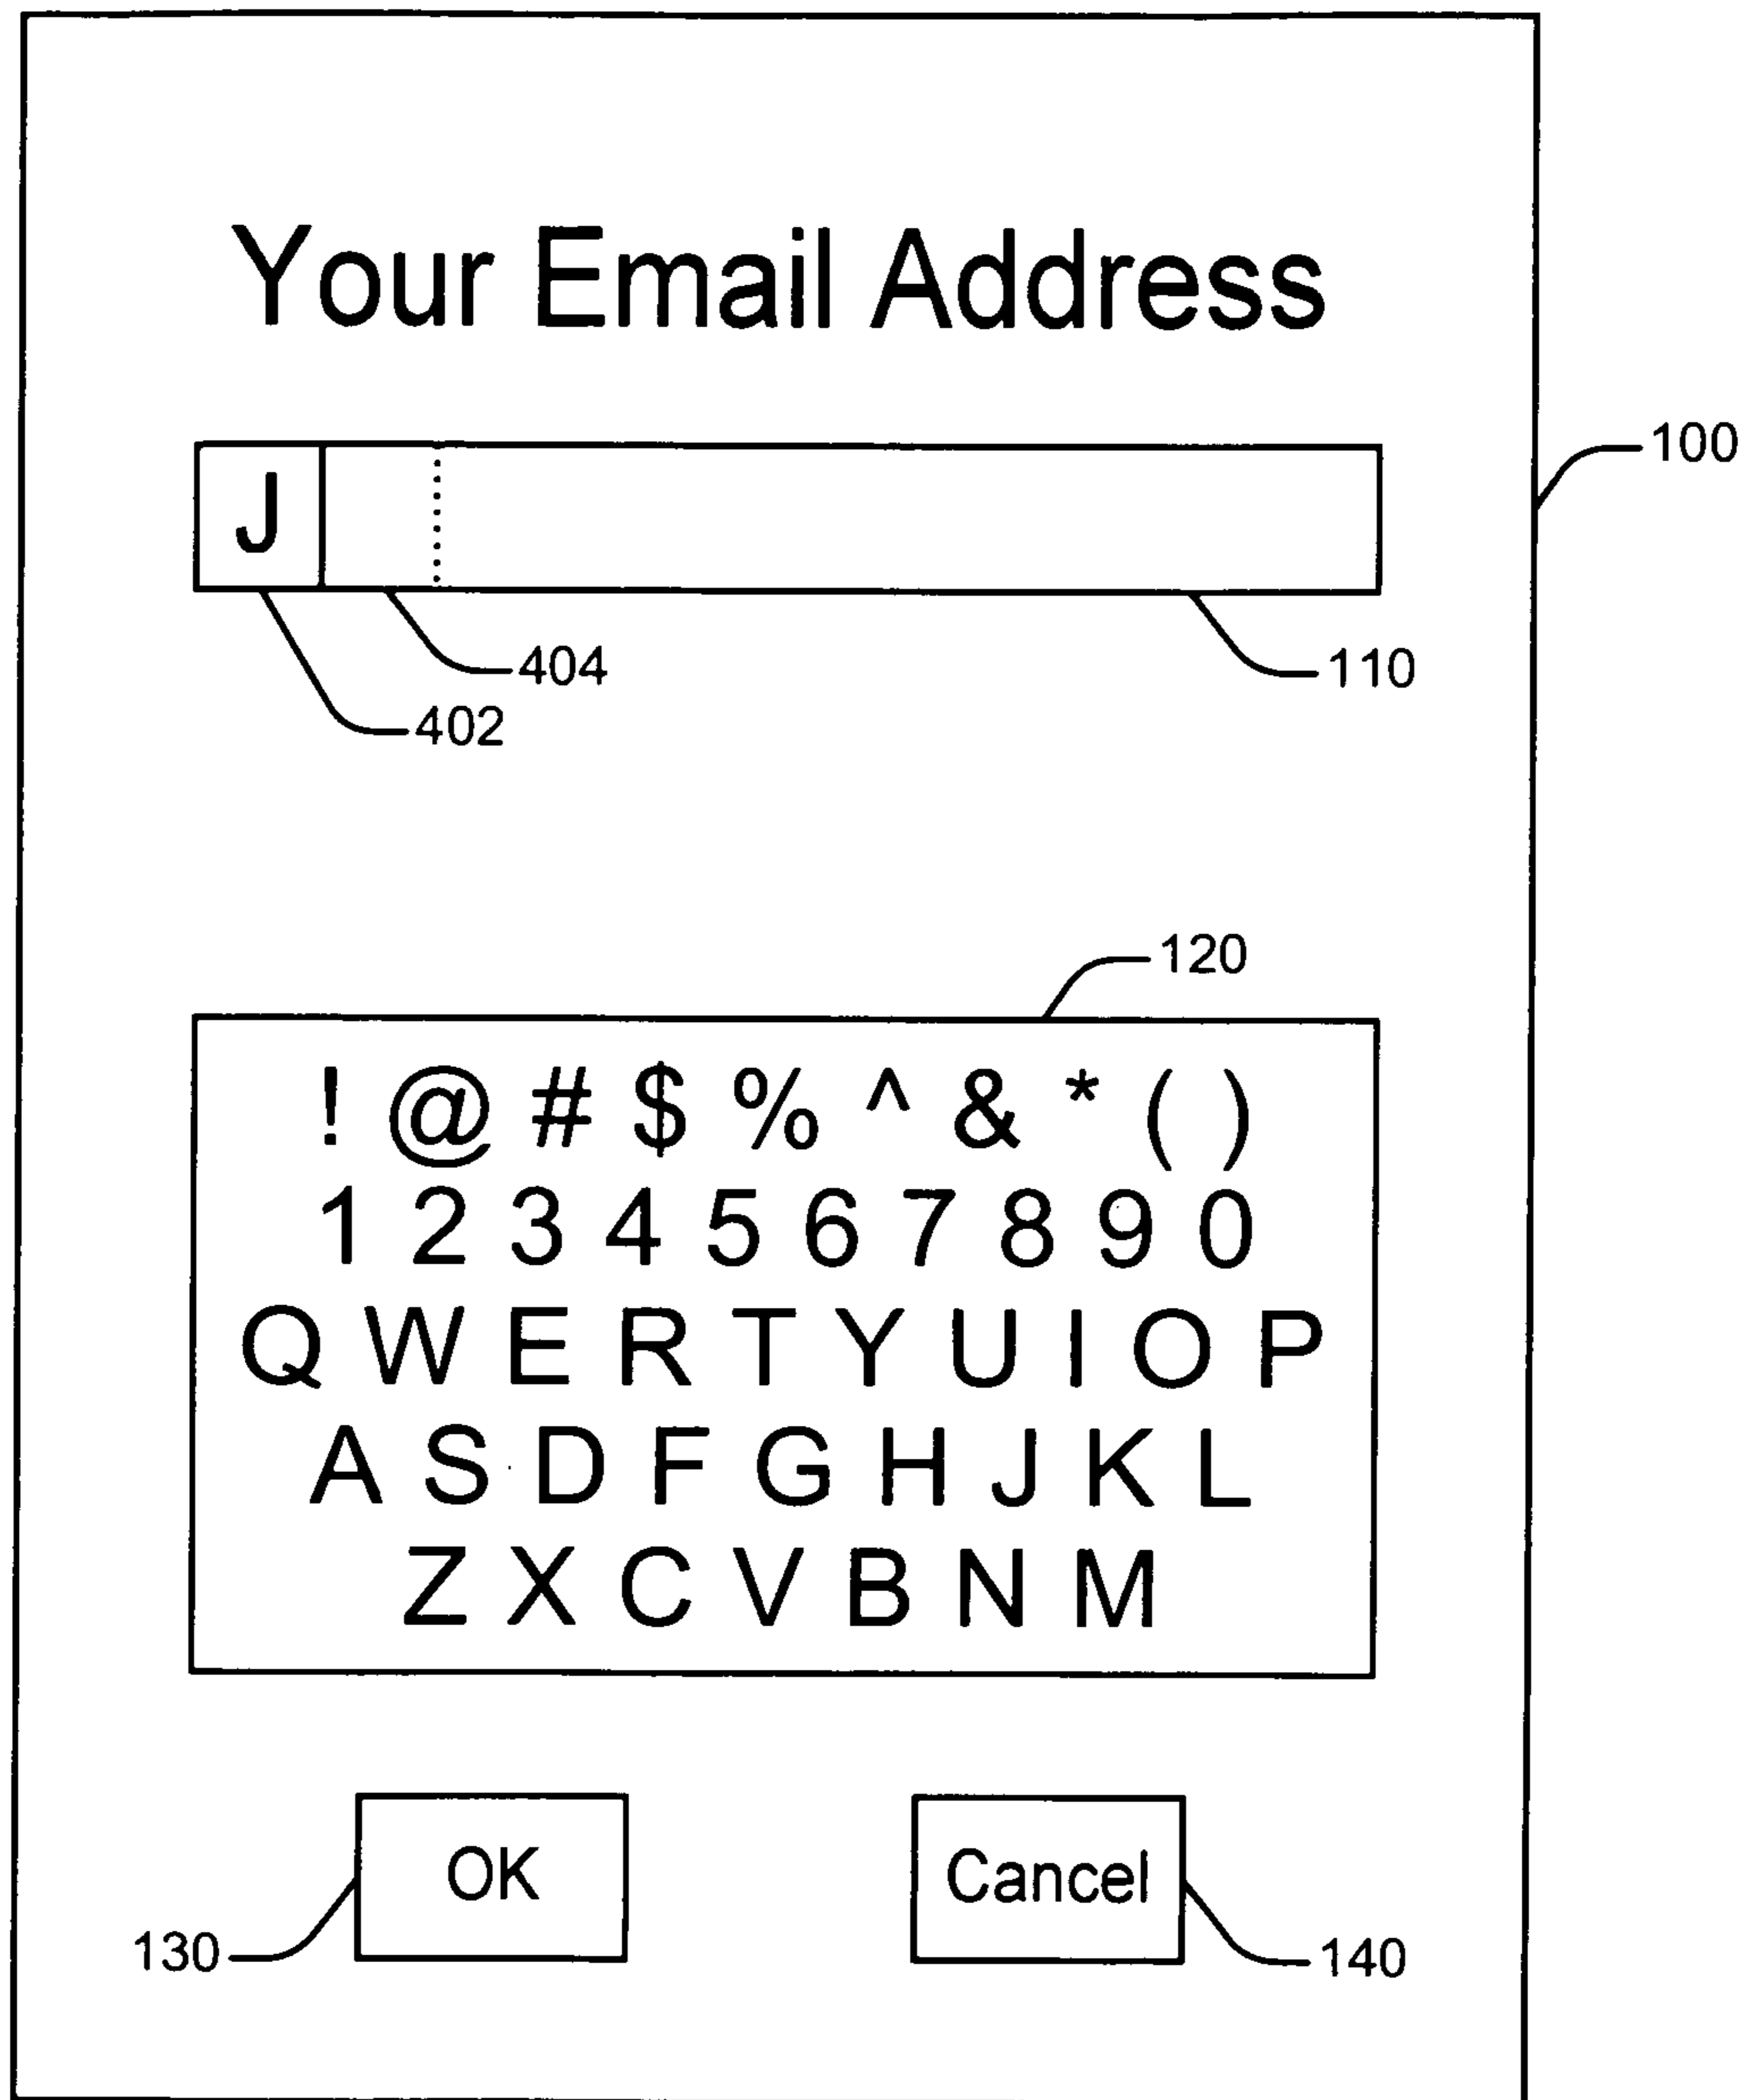 Your Email Address
100
J
404
110
402
120
! @ # $ % ^ & * ( )
1 2 3 4 5 6 7 8 9 0
Q W E R T Y U I O P
A S D F G H J K L
Z X C V B N M
OK
Cancel
130
140